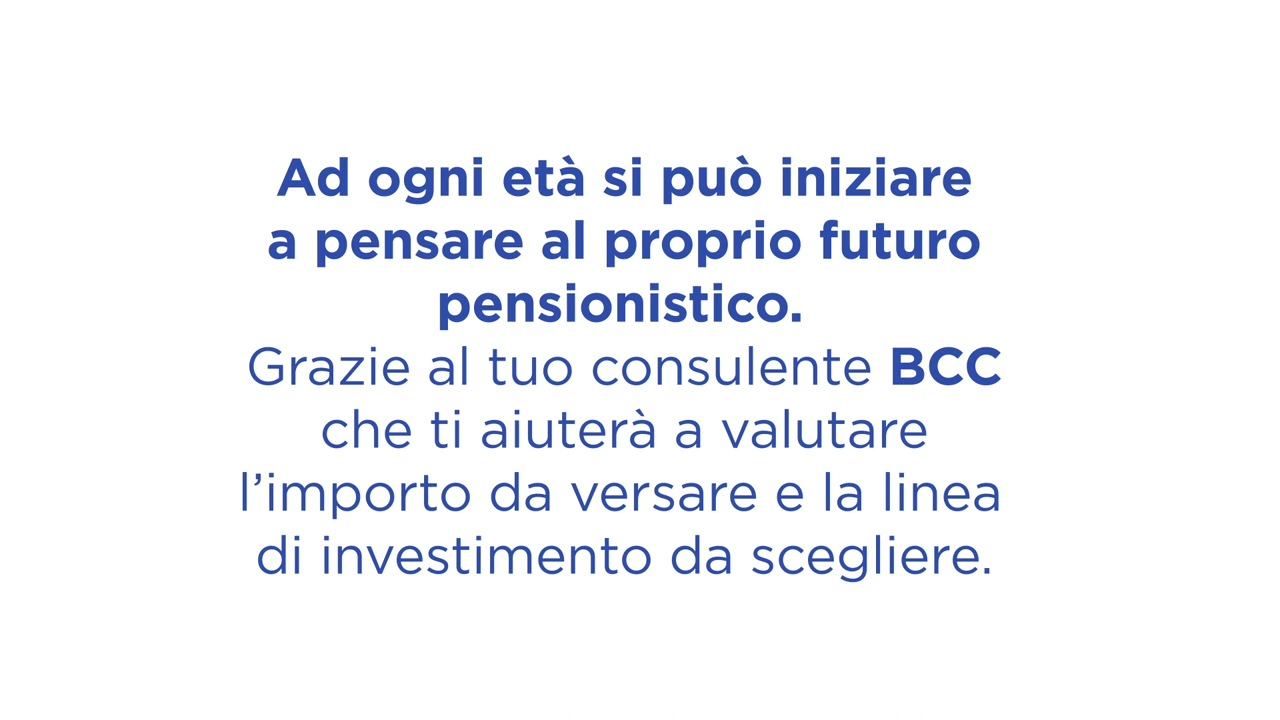 Ad ogni età si può iniziare
a pensare al proprio futuro
pensionistico.
Grazie al tuo consulente BCC
che ti aiuterà a valutare
l’importo da versare e la linea
di investimento da scegliere.